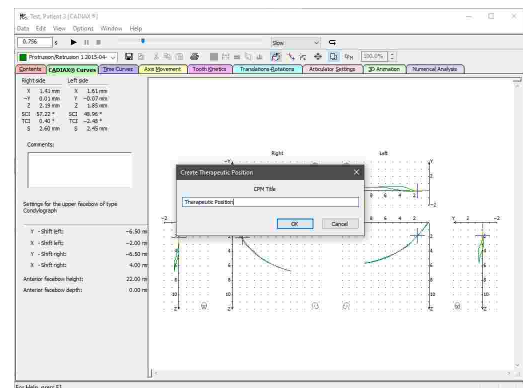 Test, Patient 2 [CADIAX 5]
Data Edit View Options Window Help
0.796 s Slow
Protrusion/Retrusion 1 2015-04- 100.0%
Contents CADIAX® Curves Time Curves Axis Movement Tooth Kinetics Translations-Rotations Articulator Settings 3D Animation Numerical Analysis
Right side Left side
X 1.41 mm X 1.61 mm
-Y 0.01 mm Y -0.07 mm
Z 2.19 mm Z 1.85 mm
SCI 57.22 ° SCI 48.96 °
TCI 0.40 ° TCI -2.48 °
S 2.60 mm S 2.45 mm
Comments:
Settings for the upper facebow of type
Condylograph
Y - Shift left: -6.50 m
X - Shift left: -2.00 m
Y - Shift right: -6.50 m
X - Shift right: 4.00 m
Anterior facebow height: 22.00 m
Anterior facebow depth: 0.00 m
Right Left
Create Therapeutic Position
CPM Title
Therapeutic Position
OK Cancel
For Help, press F1